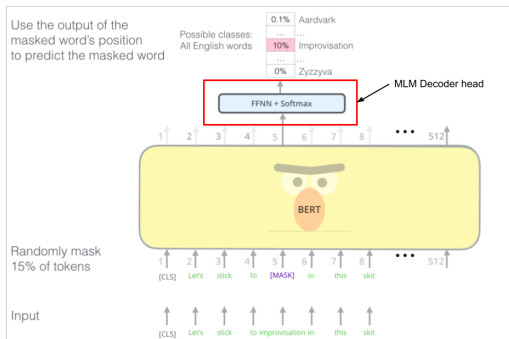 Use the output of the
masked word's position
to predict the masked word
Possible classes:
All English words
0.1% Aardvark
... ...
10% Improvisation
... ...
0% Zyzzyva
MLM Decoder head
FFNN + Softmax
1 2 3 4 5 6 7 8 ••• 512
BERT
Randomly mask
15% of tokens
1 2 3 4 5 6 7 8 ••• 512
[CLS] Let's stick to [MASK] in this skit
Input
[CLS] Let's stick to improvisation in this skit